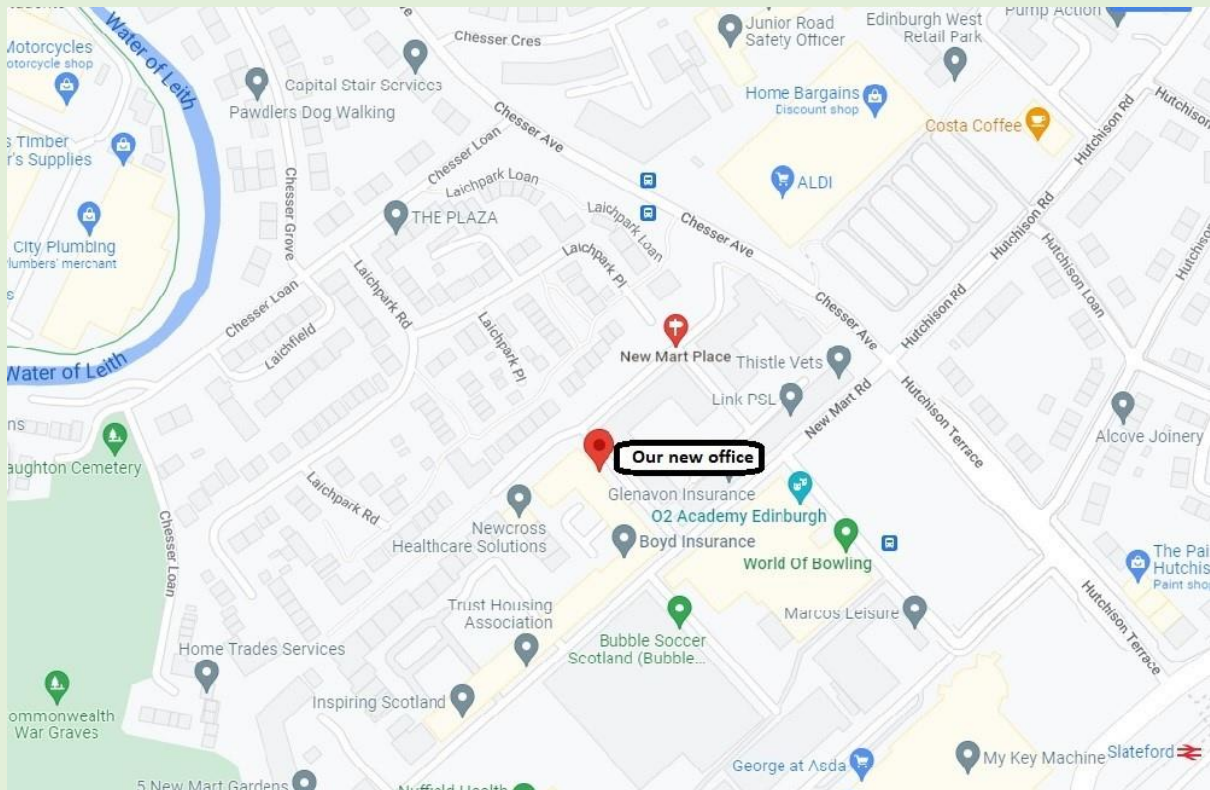 Water of Leith
Motorcycles
otorcycle shop
Capital Stair Services
Pawdlers Dog Walking
Chesser Cres
Junior Road
Safety Officer
Edinburgh West
Retail Park
Pump Action
Home Bargains
Discount shop
Costa Coffee
Hutchison Rd
Hutchison
s Timber
r's Supplies
Chesser Ave
Chesser Loan
Laichpark Loan
Chesser Grove
THE PLAZA
ALDI
Laichpark Loan
Chesser Ave
Hutchison Rd
City Plumbing
lumbers' merchant
Laichpark Pl
Hutchison Loan
Hutchiso
Laichpark Rd
Chesser Loan
Laichfield
Laichpark Pl
Chesser Ave
Hutchison Rd
Water of Leith
New Mart Place
Thistle Vets
Link PSL
New Mart Rd
Hutchison Terrace
Alcove Joinery
ns
aughton Cemetery
Our new office
Laichpark Rd
Glenavon Insurance
O2 Academy Edinburgh
Newcross
Healthcare Solutions
Boyd Insurance
World Of Bowling
Chesser Loan
The Pai
Hutchis
Paint shop
Trust Housing
Association
Marcos Leisure
Hutchison Terrace
Bubble Soccer
Scotland (Bubble...
Home Trades Services
Inspiring Scotland
ommonwealth
War Graves
George at Asda
My Key Machine
Slateford
5 New Mart Gardens
Nuffield Health